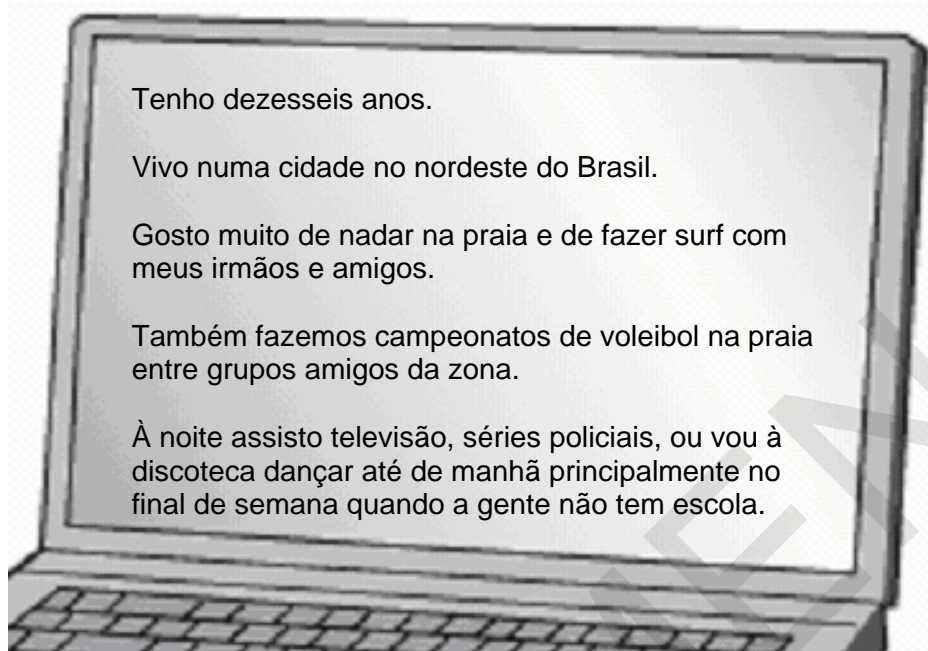 Tenho dezesseis anos.
Vivo numa cidade no nordeste do Brasil.
Gosto muito de nadar na praia e de fazer surf com
meus irmãos e amigos.
Também fazemos campeonatos de voleibol na praia
entre grupos amigos da zona.
À noite assisto televisão, séries policiais, ou vou à
discoteca dançar até de manhã principalmente no
final de semana quando a gente não tem escola.